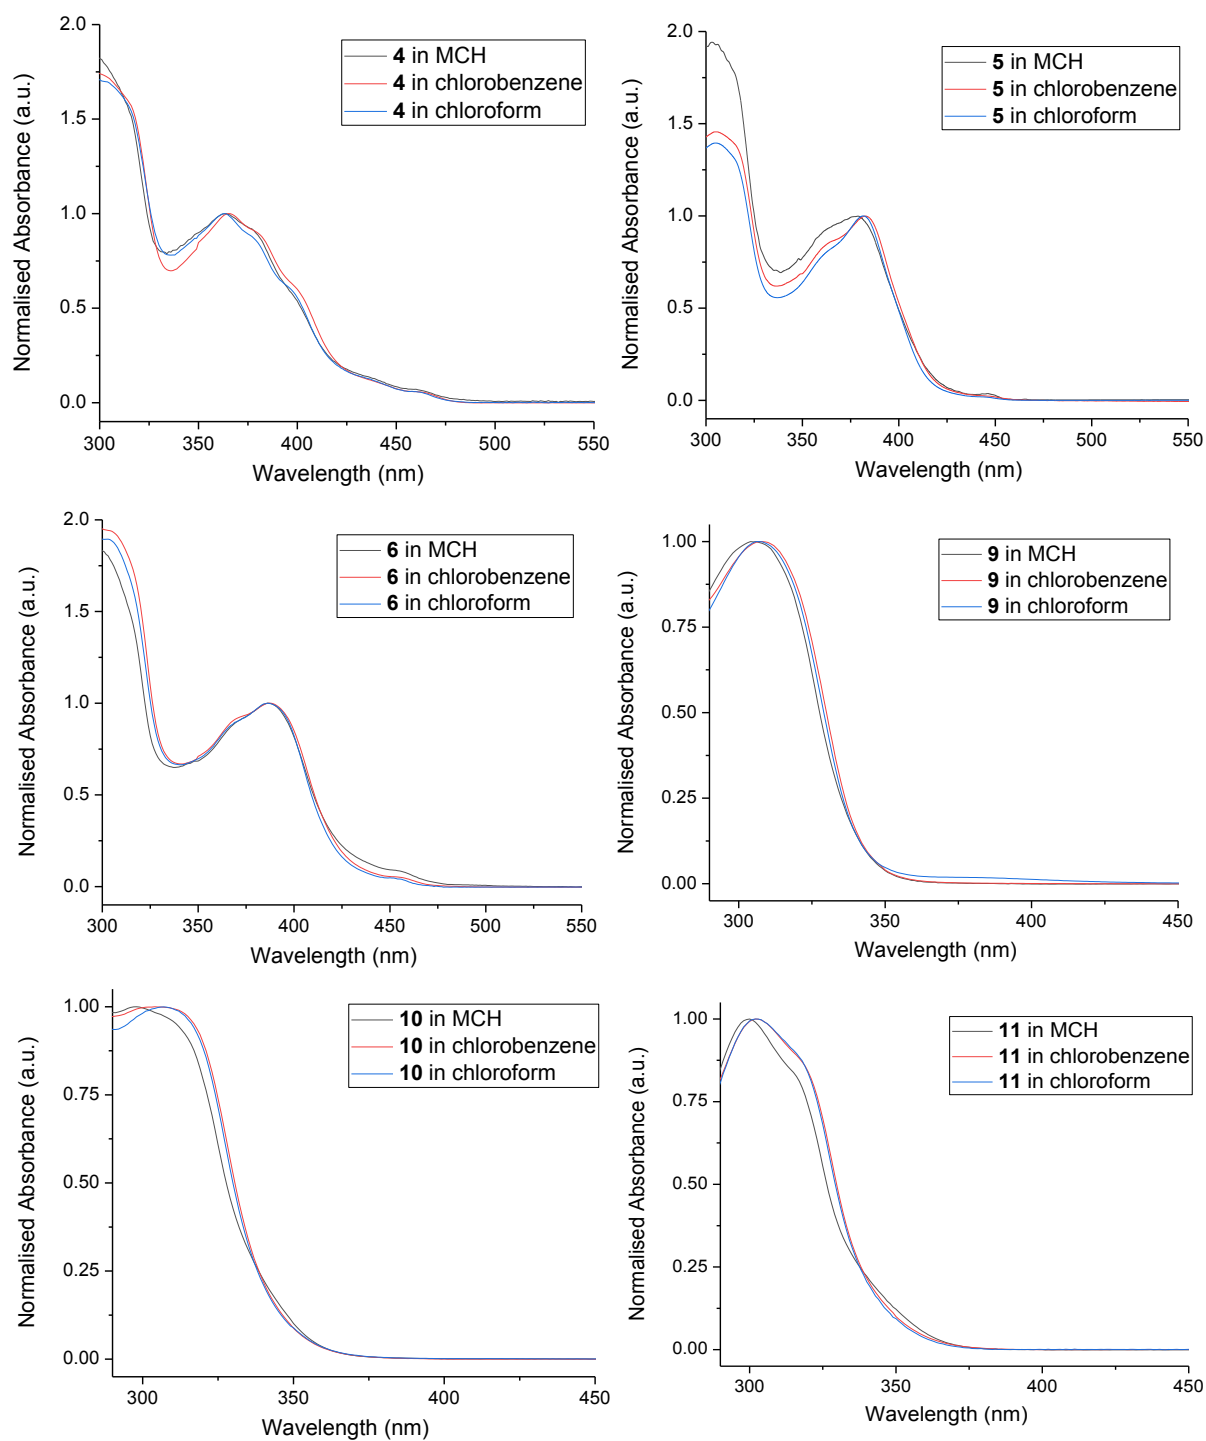 2.0
1.5
1.0
0.5
0.0
Normalised Absorbance (a.u.)
4 in MCH
4 in chlorobenzene
4 in chloroform
300 350 400 450 500 550
Wavelength (nm)
2.0
1.5
1.0
0.5
0.0
Normalised Absorbance (a.u.)
5 in MCH
5 in chlorobenzene
5 in chloroform
300 350 400 450 500 550
Wavelength (nm)
2.0
1.5
1.0
0.5
0.0
Normalised Absorbance (a.u.)
6 in MCH
6 in chlorobenzene
6 in chloroform
300 350 400 450 500 550
Wavelength (nm)
1.00
0.75
0.50
0.25
0.00
Normalised Absorbance (a.u.)
9 in MCH
9 in chlorobenzene
9 in chloroform
300 350 400 450
Wavelength (nm)
1.00
0.75
0.50
0.25
0.00
Normalised Absorbance (a.u.)
10 in MCH
10 in chlorobenzene
10 in chloroform
300 350 400 450
Wavelength (nm)
1.00
0.75
0.50
0.25
0.00
Normalised Absorbance (a.u.)
11 in MCH
11 in chlorobenzene
11 in chloroform
300 350 400 450
Wavelength (nm)